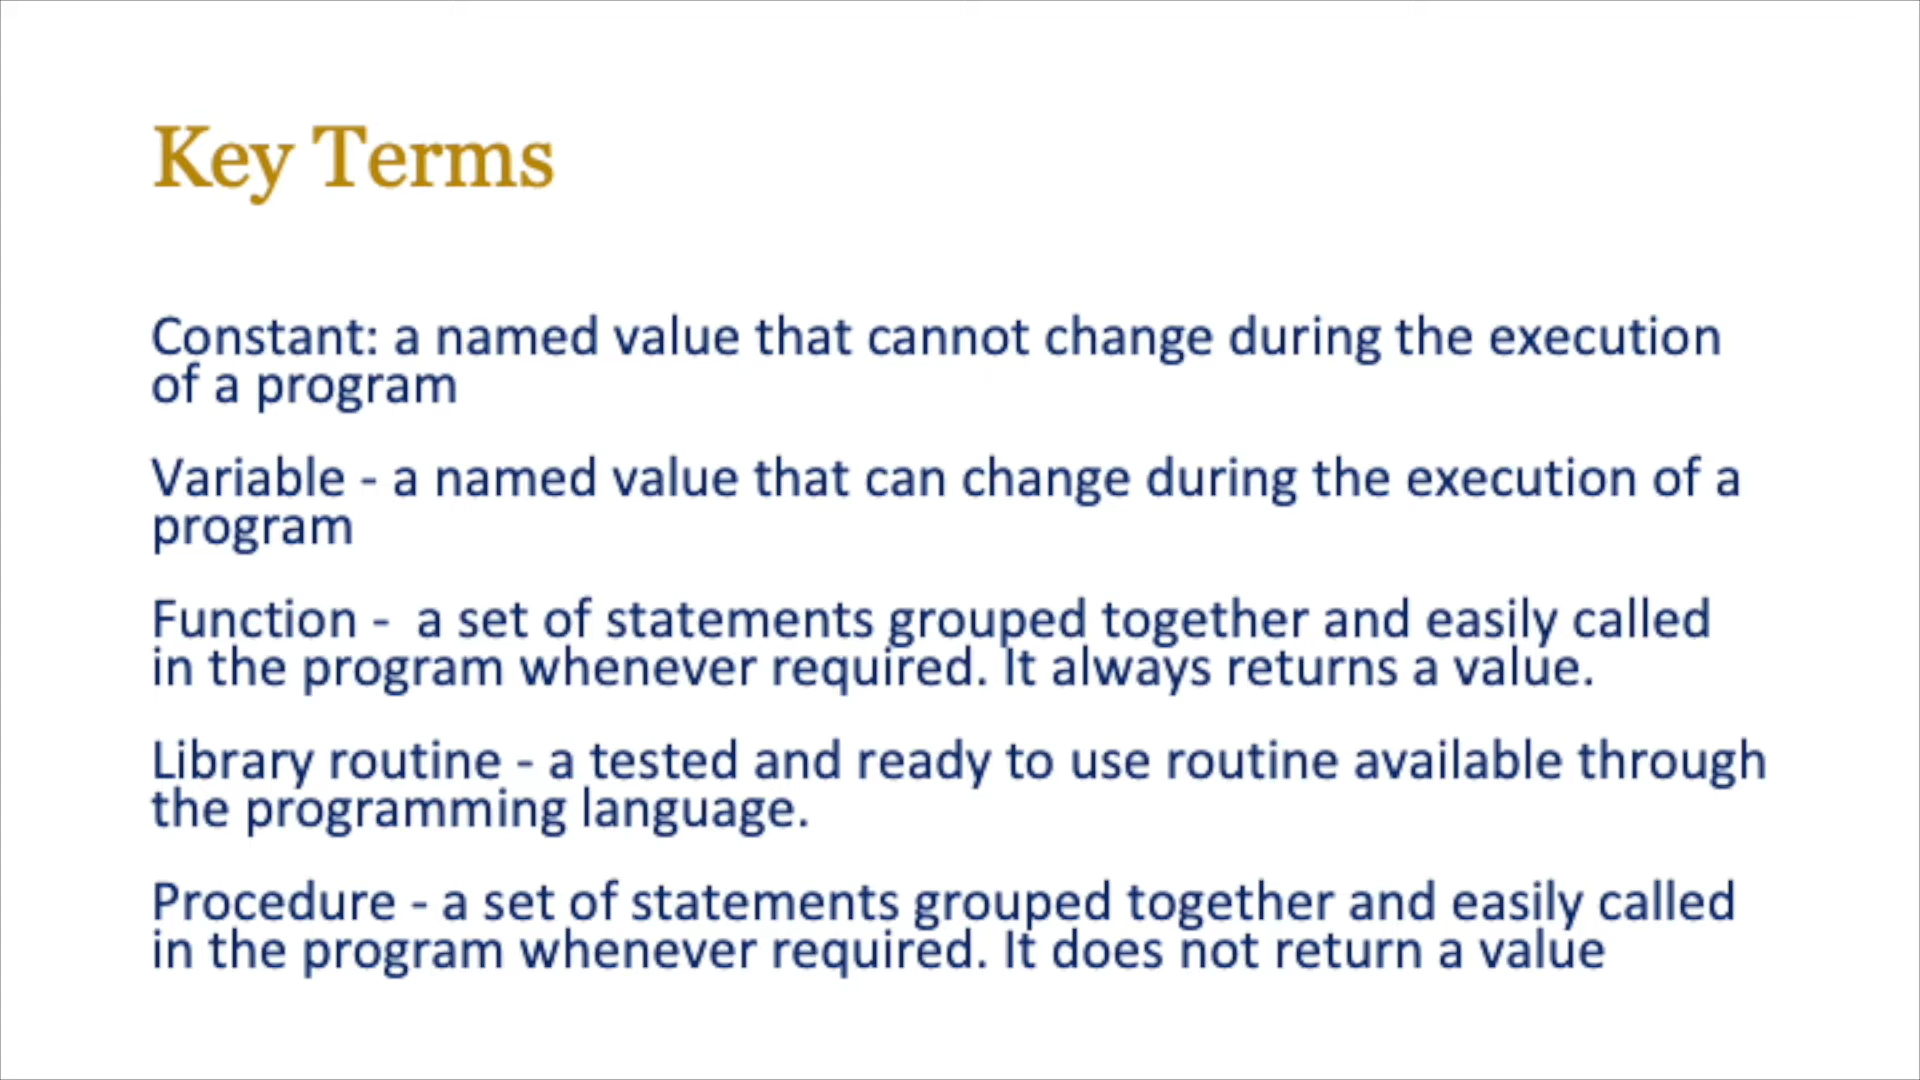 Key Terms
Constant: a named value that cannot change during the execution
of a program
Variable - a named value that can change during the execution of a
program
Function -  a set of statements grouped together and easily called
in the program whenever required. It always returns a value.
Library routine - a tested and ready to use routine available through
the programming language.
Procedure - a set of statements grouped together and easily called
in the program whenever required. It does not return a value